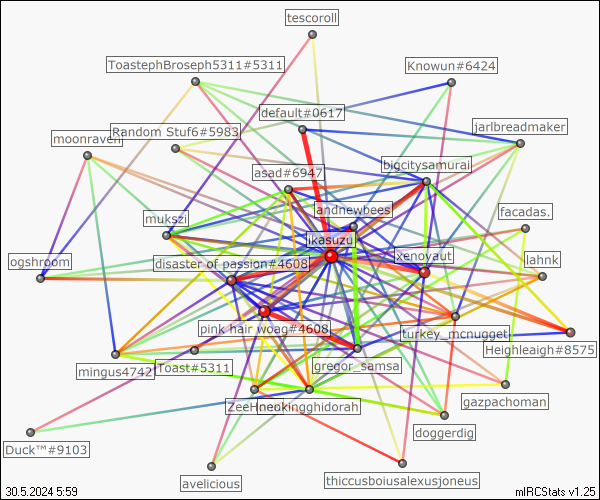 tescoroll
ToastephBroseph5311#5311
Knowun#6424
default#0617
jarlbreadmaker
Random Stuf6#5983
moonraven
bigcitysamurai
asad#6947
andnewbees
facadas.
mukszi
ikasuzu
xenoyaut
lahnk
ogshroom
disaster of passion#4608
pink hair woag#4608
turkey_mcnugget
Heighleaigh#8575
gregor_samsa
mingus4742
Toast#5311
gazpachoman
neckingghidorah
doggerdig
Duck™#9103
avelicious
thiccusboiusalexusjoneus
30.5.2024 5:59
mIRCStats v1.25